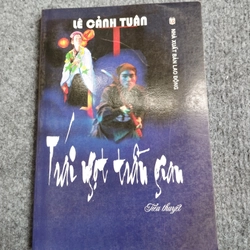 LÊ CẢNH TUÂN
NHÀ XUẤT BẢN LAO ĐỘNG
Trái ngọt trần gian
Tiểu thuyết